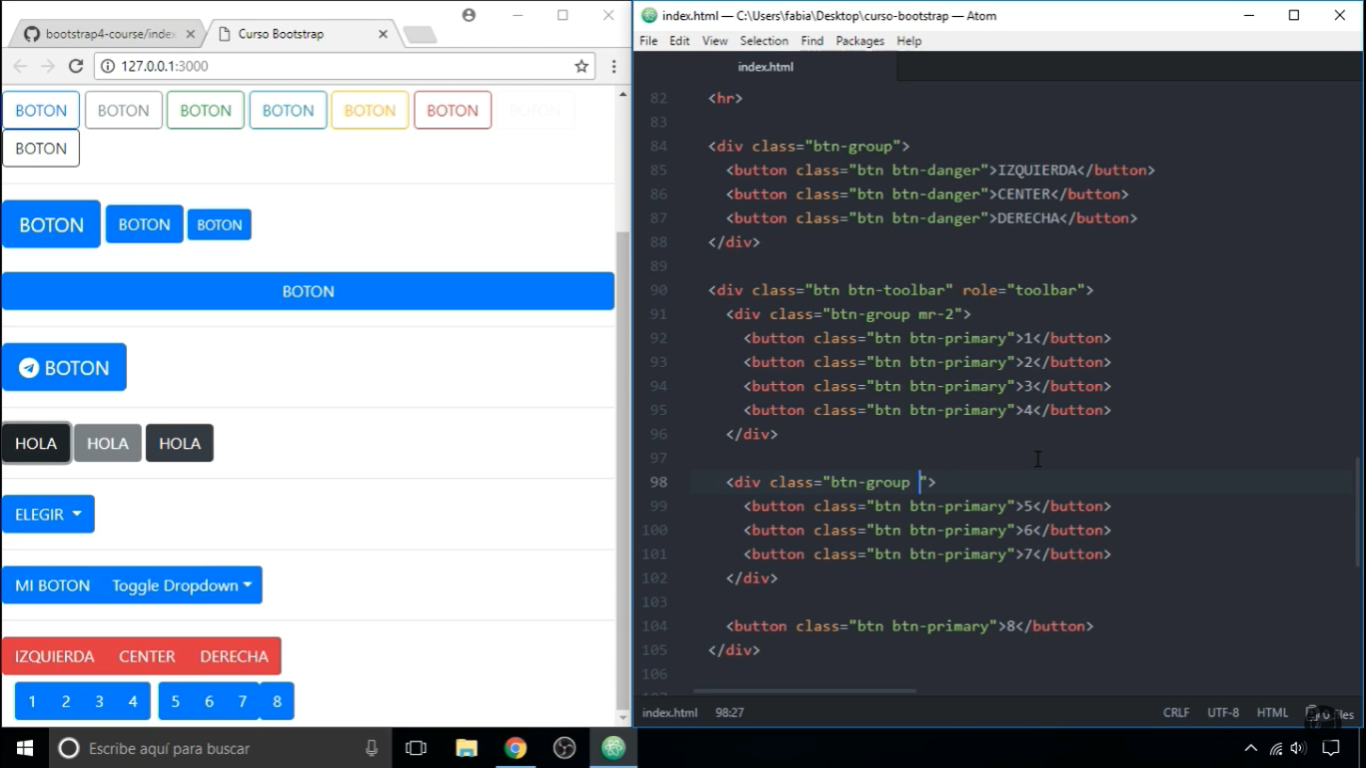 bootstrap4-course/index
Curso Bootstrap
127.0.0.1:3000
BOTON BOTON BOTON BOTON BOTON BOTON BOTON
BOTON
BOTON BOTON BOTON
BOTON
BOTON
HOLA HOLA HOLA
ELEGIR
MI BOTON Toggle Dropdown
IZQUIERDA CENTER DERECHA
1 2 3 4 5 6 7 8
index.html — C:\Users\fabia\Desktop\curso-bootstrap — Atom
File Edit View Selection Find Packages Help
index.html
82 <hr>
83
84 <div class="btn-group">
85 <button class="btn btn-danger">IZQUIERDA</button>
86 <button class="btn btn-danger">CENTER</button>
87 <button class="btn btn-danger">DERECHA</button>
88 </div>
89
90 <div class="btn btn-toolbar" role="toolbar">
91 <div class="btn-group mr-2">
92 <button class="btn btn-primary">1</button>
93 <button class="btn btn-primary">2</button>
94 <button class="btn btn-primary">3</button>
95 <button class="btn btn-primary">4</button>
96 </div>
97
98 <div class="btn-group ">
99 <button class="btn btn-primary">5</button>
100 <button class="btn btn-primary">6</button>
101 <button class="btn btn-primary">7</button>
102 </div>
103
104 <button class="btn btn-primary">8</button>
105 </div>
106
index.html 98:27 CRLF UTF-8 HTML
Escribe aquí para buscar